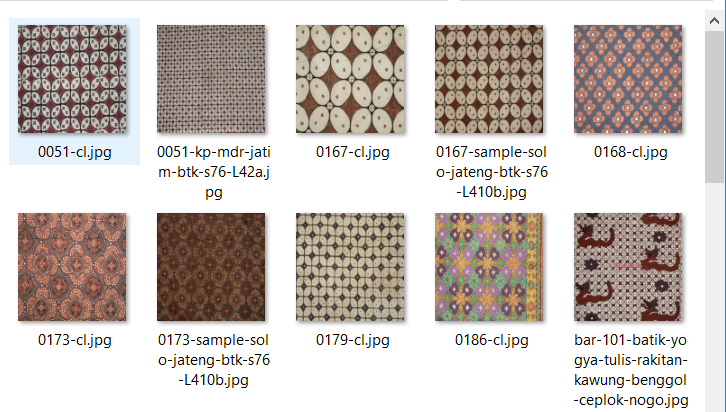 0051-cl.jpg
0051-kp-mdr-jati
m-btk-s76-L42a.j
pg
0167-cl.jpg
0167-sample-sol
o-jateng-btk-s76
-L410b.jpg
0168-cl.jpg
0173-cl.jpg
0173-sample-sol
o-jateng-btk-s76
-L410b.jpg
0179-cl.jpg
0186-cl.jpg
bar-101-batik-yo
gya-tulis-rakitan-
kawung-benggol
-ceplok-nogo.jpg